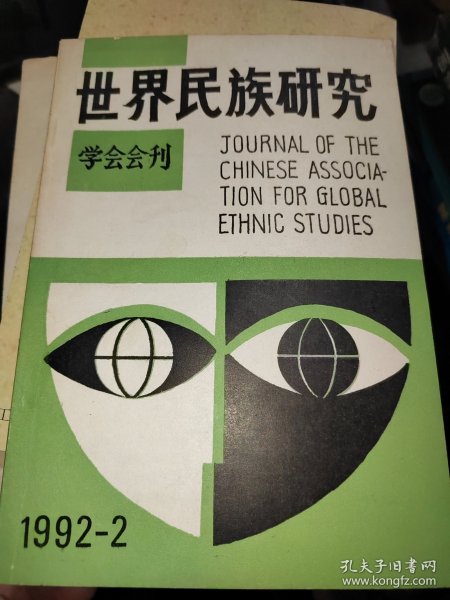 世界民族研究
学会会刊
JOURNAL OF THE
CHINESE ASSOCIA-
TION FOR GLOBAL
ETHNIC STUDIES
1992-2
孔夫子旧书网
www.kongfz.com